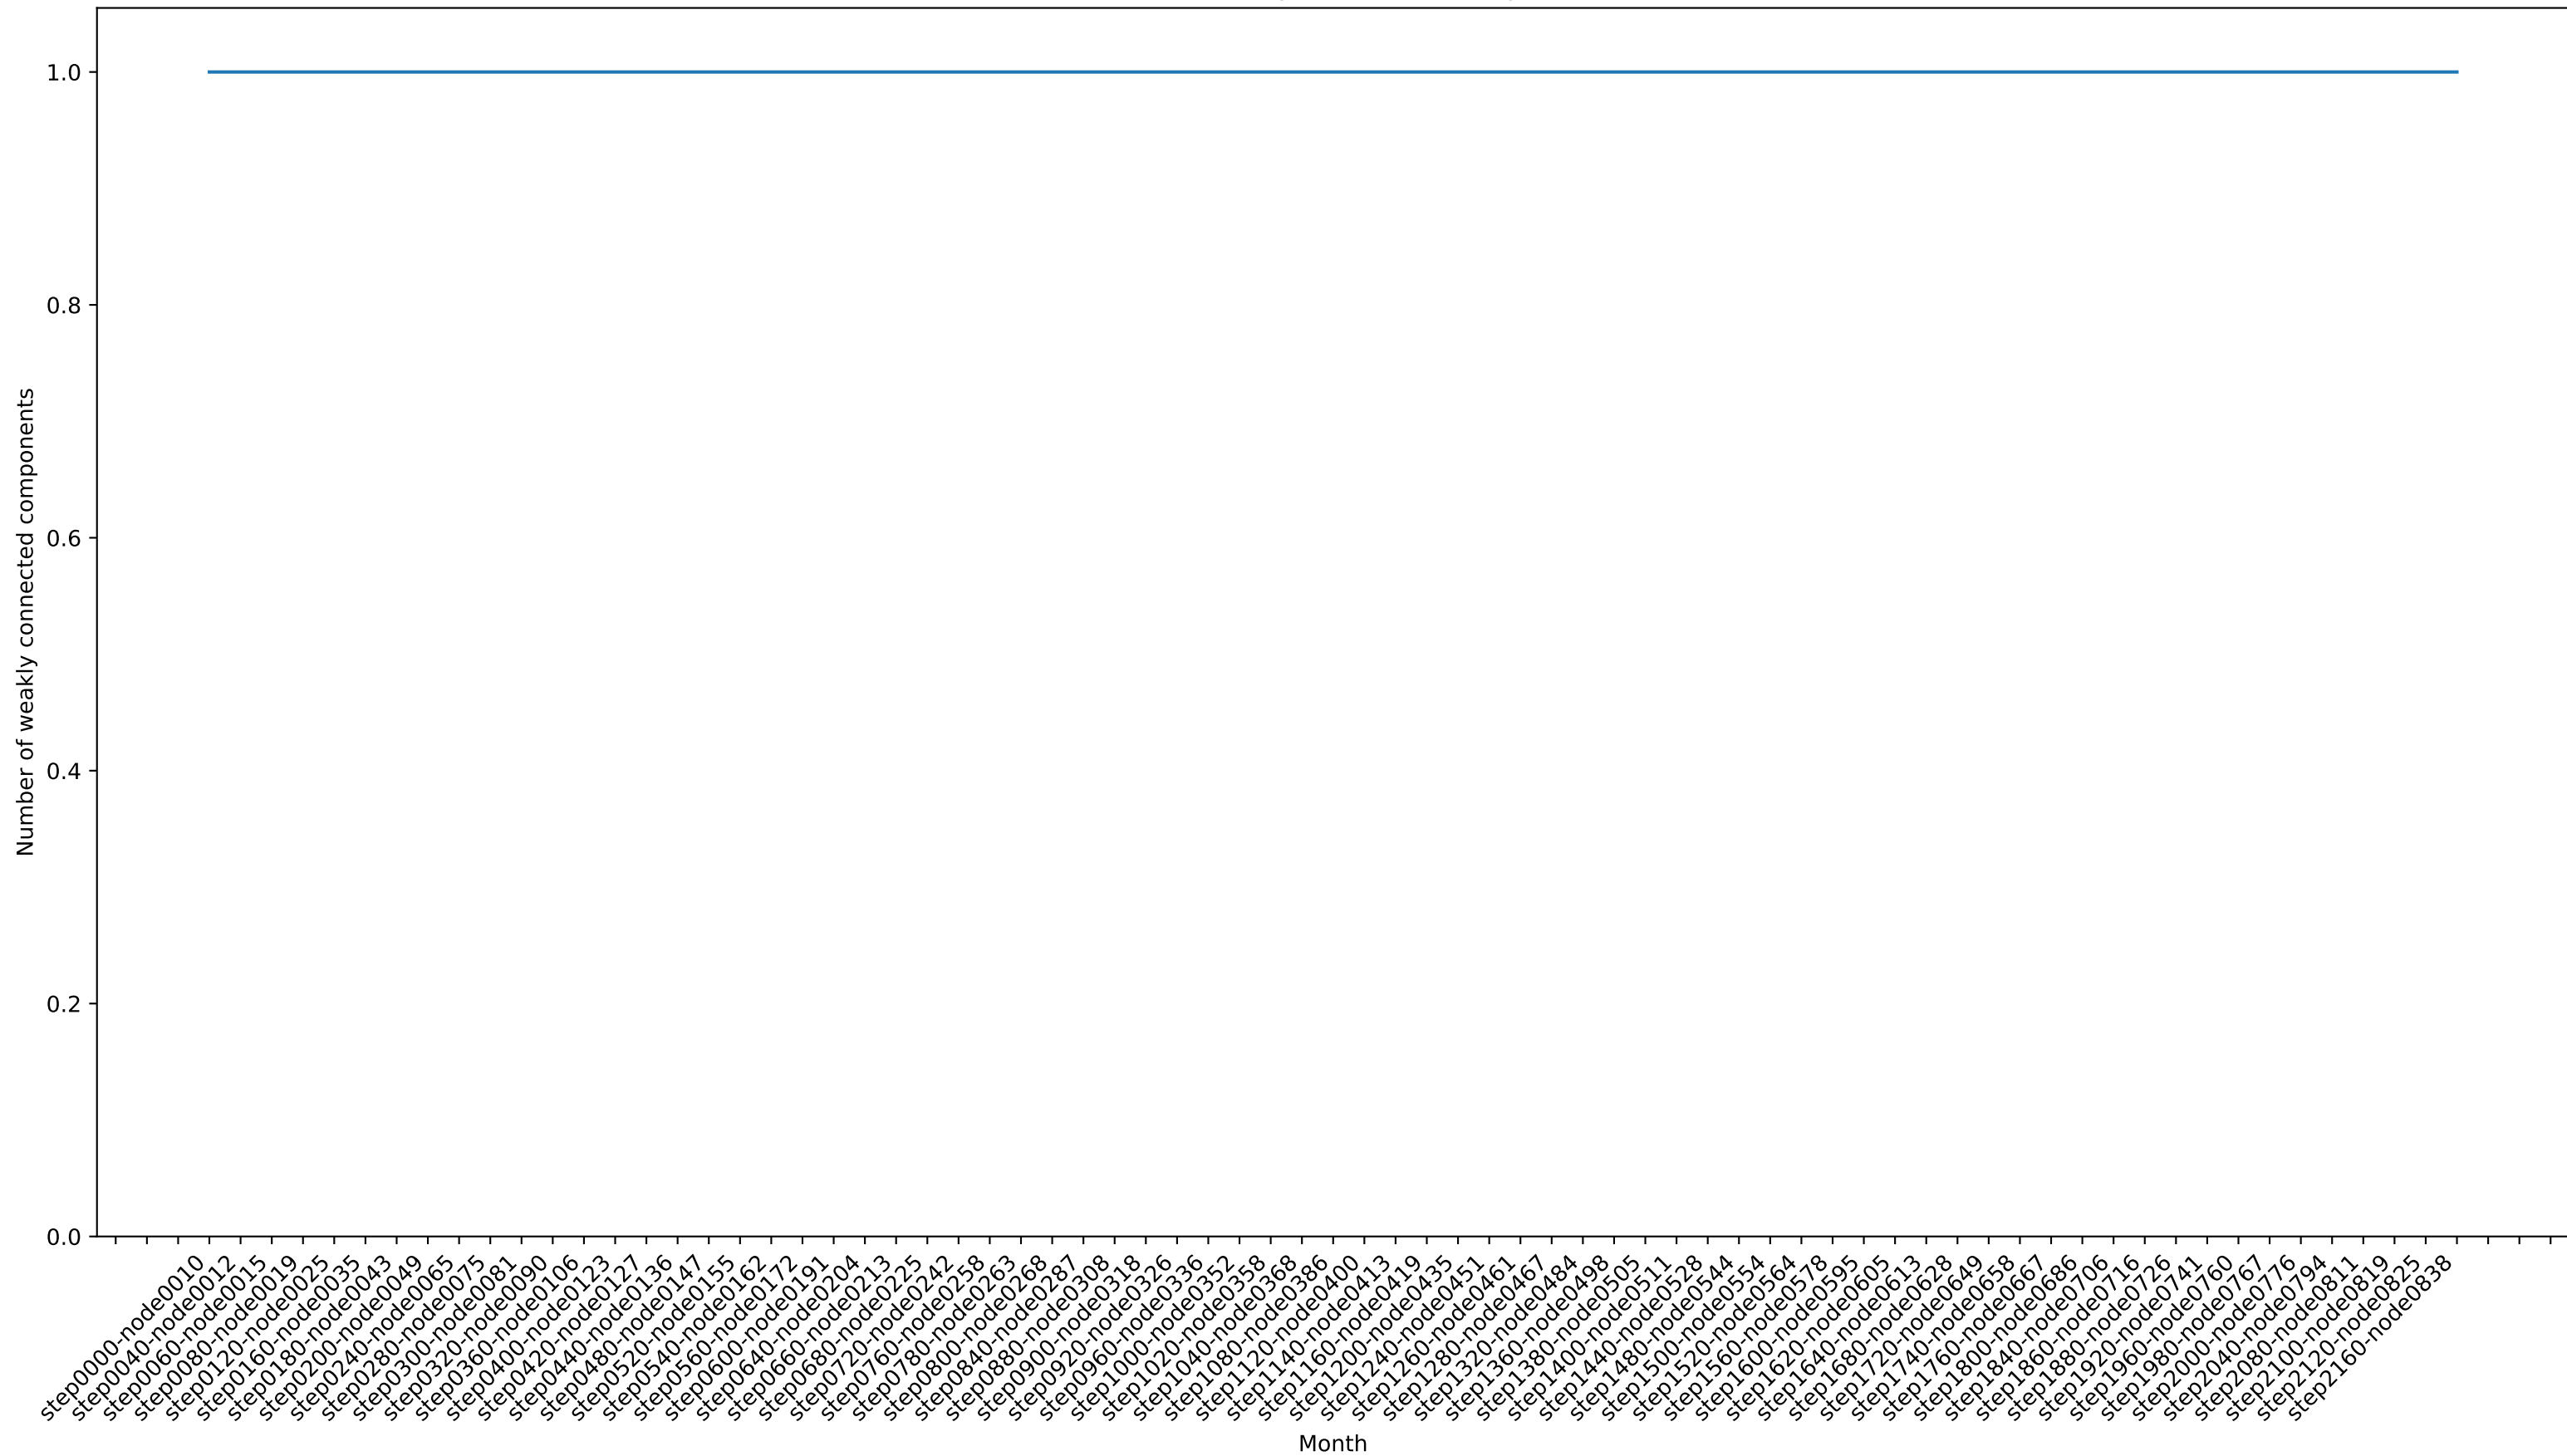 1.0
0.8
0.6
0.4
0.2
0.0
Number of weakly connected components
step0000-node0010
step0040-node0012
step0060-node0015
step0080-node0019
step0120-node0025
step0160-node0035
step0180-node0043
step0200-node0049
step0240-node0065
step0280-node0075
step0300-node0081
step0320-node0090
step0360-node0106
step0400-node0123
step0420-node0127
step0440-node0136
step0480-node0147
step0520-node0155
step0540-node0162
step0560-node0172
step0600-node0191
step0640-node0204
step0660-node0213
step0680-node0225
step0720-node0242
step0760-node0258
step0780-node0263
step0800-node0268
step0840-node0287
step0880-node0308
step0900-node0318
step0920-node0326
step0960-node0336
step1000-node0352
step1020-node0358
step1040-node0368
step1080-node0386
step1120-node0400
step1140-node0413
step1160-node0419
step1200-node0435
step1240-node0451
step1260-node0461
step1280-node0467
step1320-node0484
step1360-node0498
step1380-node0505
step1400-node0511
step1440-node0528
step1480-node0544
step1500-node0554
step1520-node0564
step1560-node0578
step1600-node0595
step1620-node0605
step1640-node0613
step1680-node0628
step1720-node0649
step1740-node0658
step1760-node0667
step1800-node0686
step1840-node0706
step1860-node0716
step1880-node0726
step1920-node0741
step1960-node0760
step1980-node0767
step2000-node0776
step2040-node0794
step2080-node0811
step2100-node0819
step2120-node0825
step2160-node0838
Month